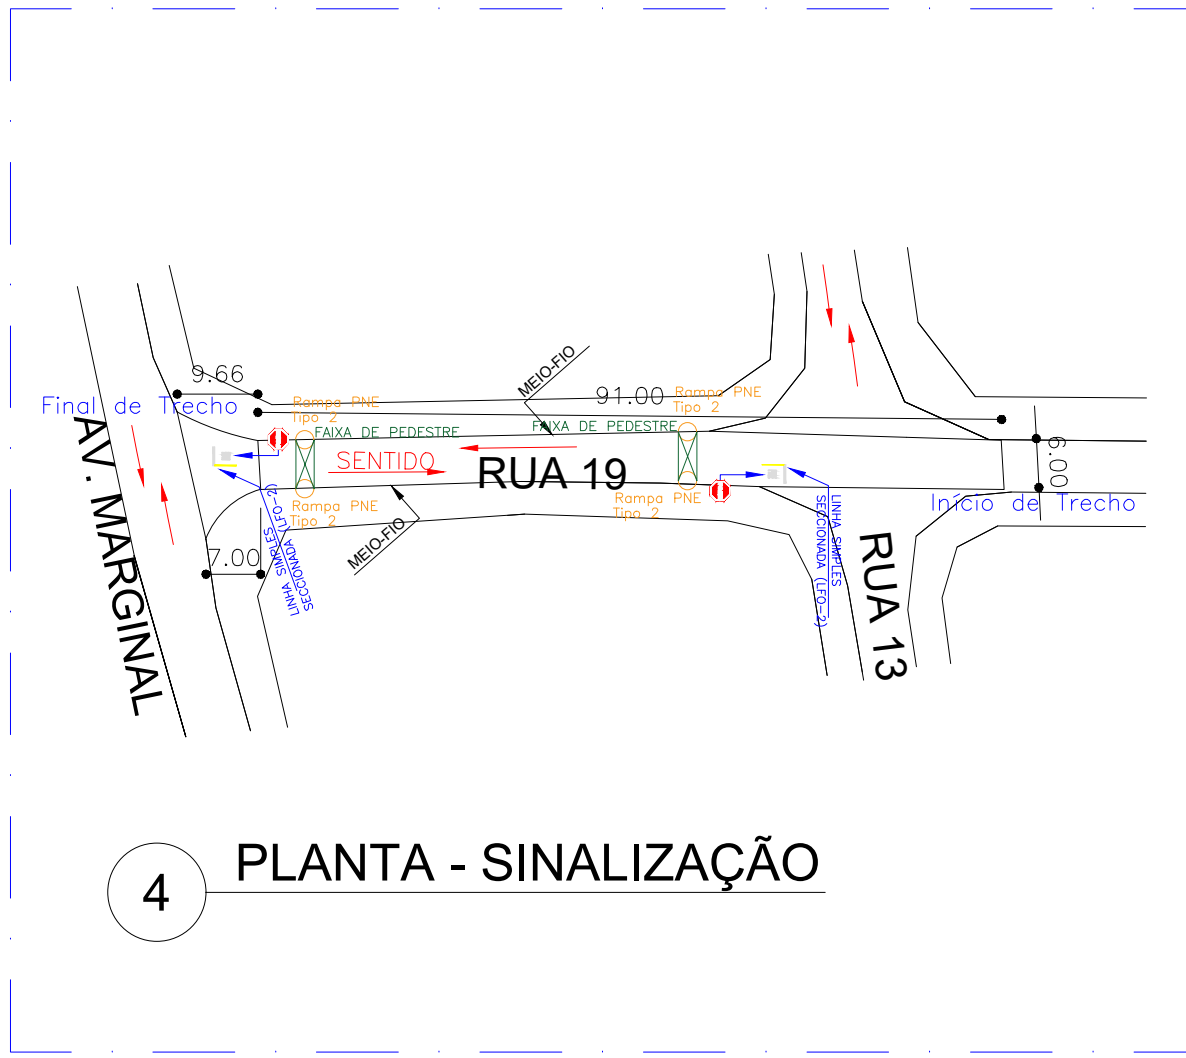 MEIO-FIO
9.66
91.00
Rampa PNE
Tipo 2
Rampa PNE
Tipo 2
Final de Trecho
FAIXA DE PEDESTRE
FAIXA DE PEDESTRE
SENTIDO
RUA 19
9.00
Início de Trecho
Rampa PNE
Tipo 2
Rampa PNE
Tipo 2
LINHA SIMPLES
SECCIONADA (LFO-2)
LINHA SIMPLES
SECCIONADA (LFO-2)
MEIO-FIO
7.00
AV. MARGINAL
RUA 13
4
PLANTA - SINALIZAÇÃO